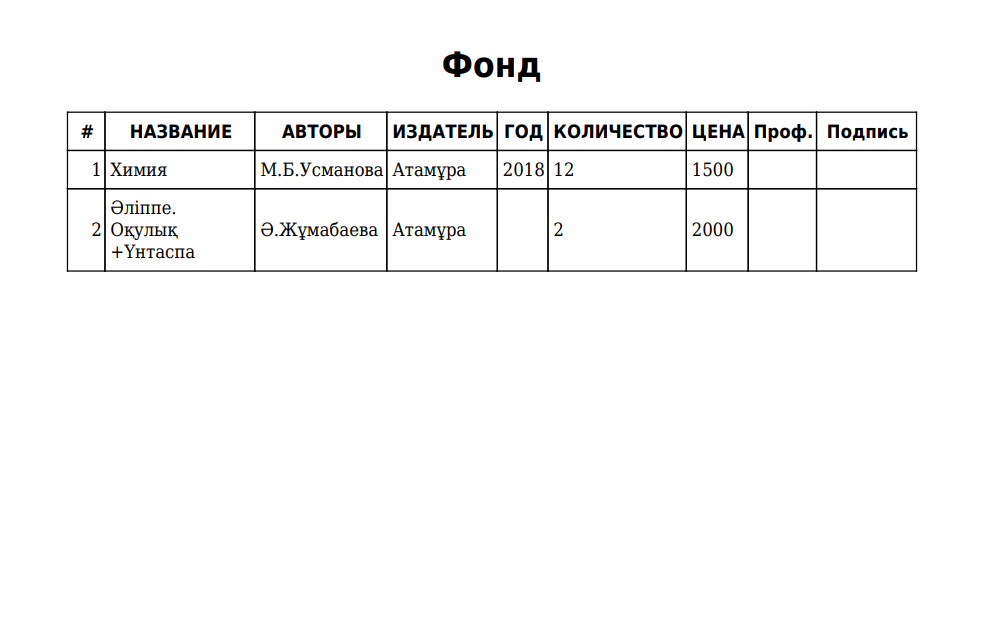 Фонд
# НАЗВАНИЕ АВТОРЫ ИЗДАТЕЛЬ ГОД КОЛИЧЕСТВО ЦЕНА Проф. Подпись
1 Химия М.Б.Усманова Атамұра 2018 12 1500
Әліппе.
2 Оқулық Ә.Жұмабаева Атамұра 2 2000
+Үнтаспа